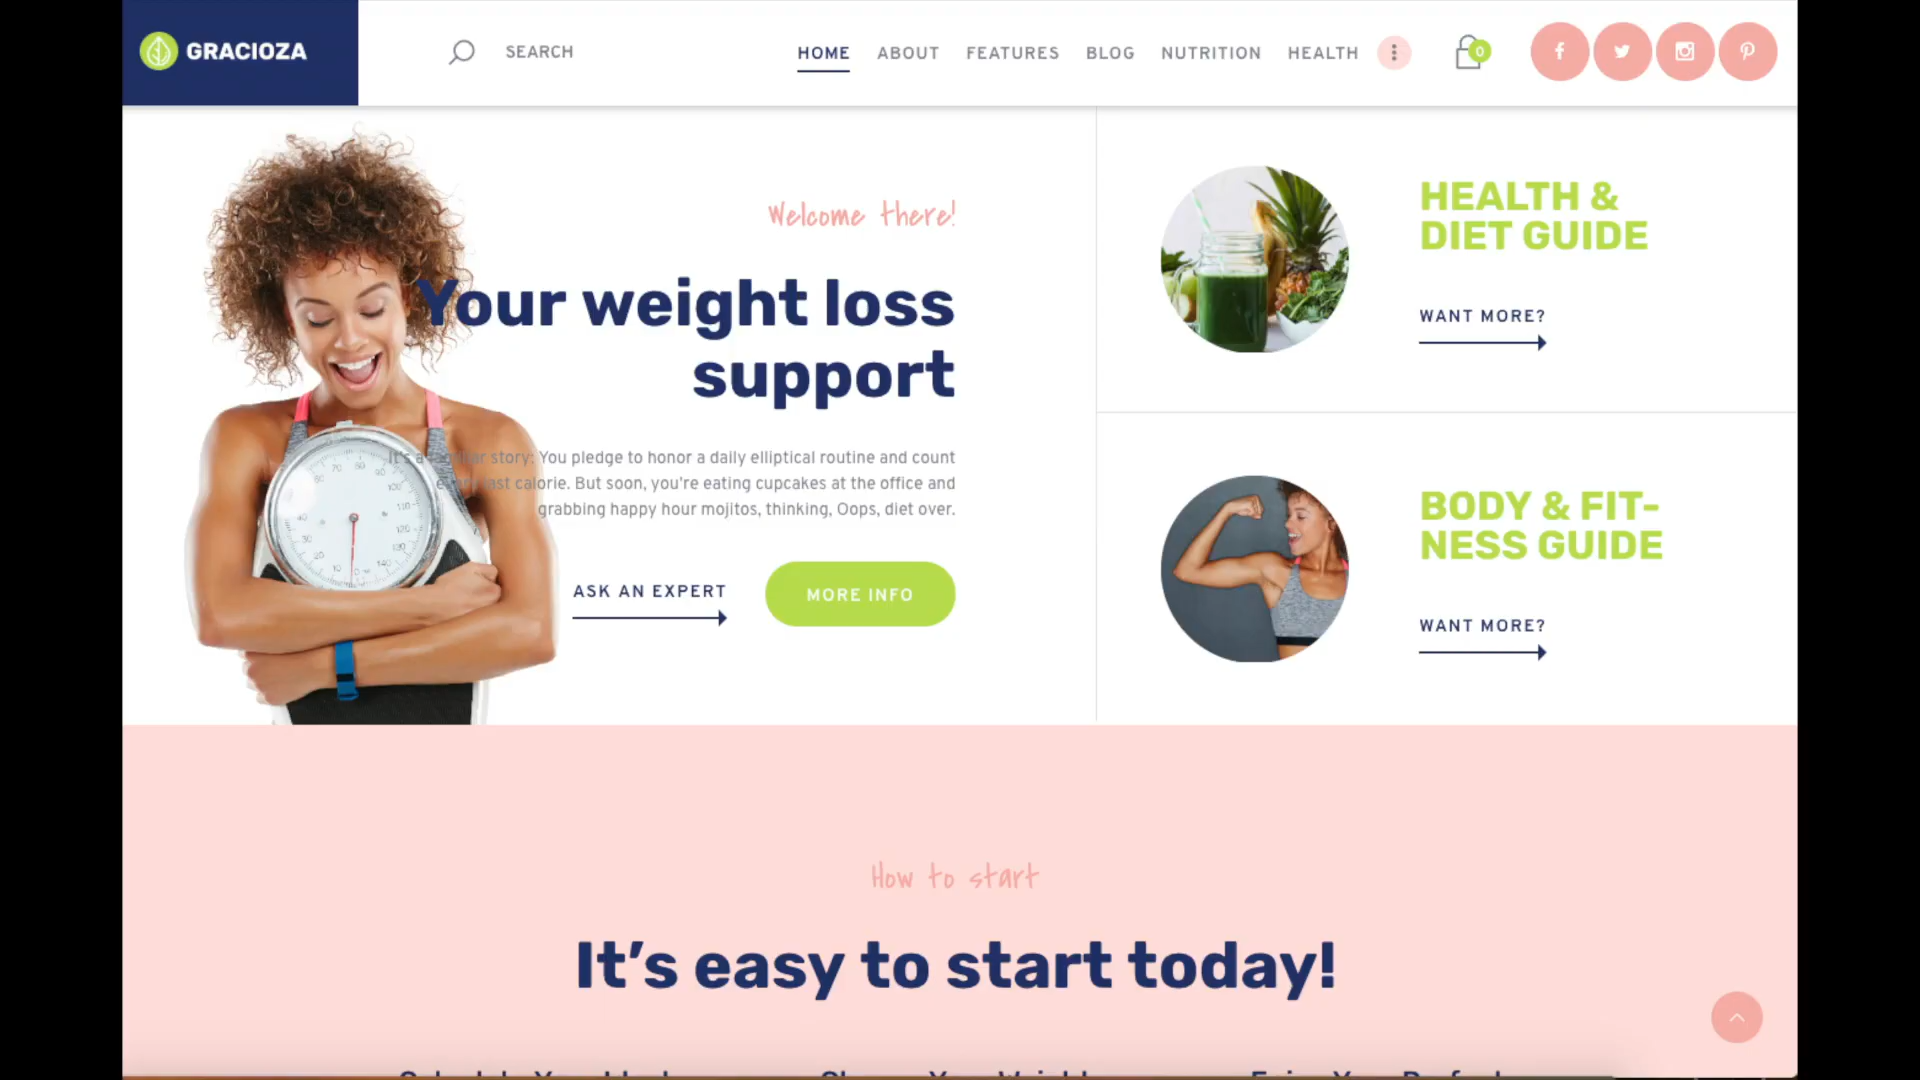 GRACIOZA
SEARCH
HOME ABOUT FEATURES BLOG NUTRITION HEALTH
0
Welcome there!
Your weight loss
support
It's a familiar story: You pledge to honor a daily elliptical routine and count
every last calorie. But soon, you're eating cupcakes at the office and
grabbing happy hour mojitos, thinking, Oops, diet over.
ASK AN EXPERT
MORE INFO
HEALTH &
DIET GUIDE
WANT MORE?
BODY & FIT-
NESS GUIDE
WANT MORE?
How to start
It's easy to start today!